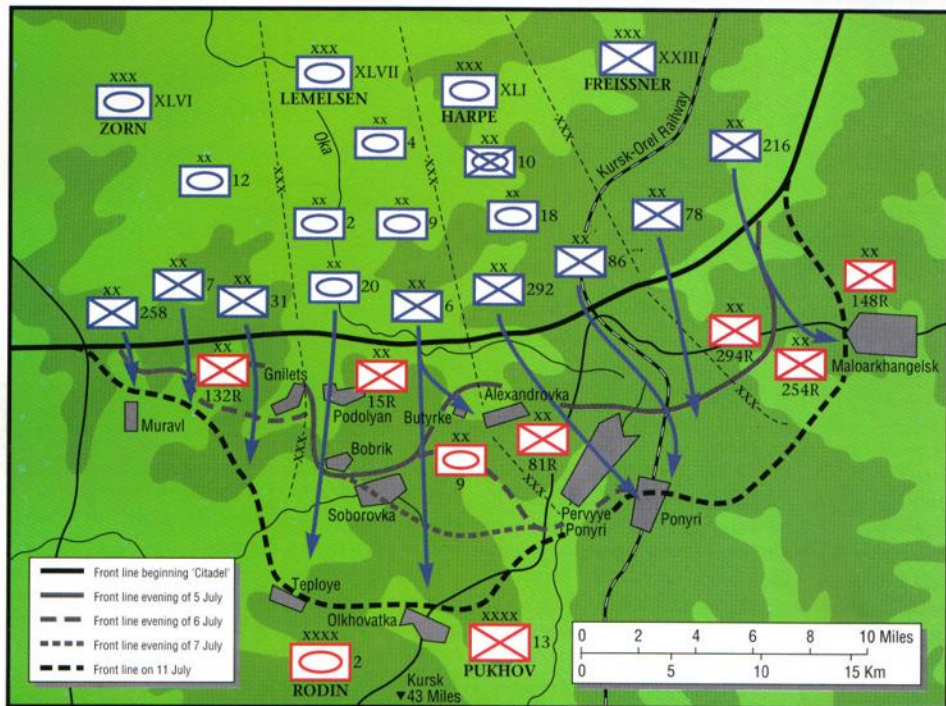 XXX
XLVI
ZORN
XXX
XLVII
LEMELSEN
XXX
XLI
HARPE
XXX
XXIII
FREISSNER
Oka
Kursk-Orel Railway
XX
4
XX
10
XX
216
XX
12
XX
2
XX
9
XX
18
XX
78
XXX
XXX
XXX
XX
258
XX
7
XX
31
XX
20
XX
6
XX
292
XX
86
XX
148R
XX
294R
XX
254R
Maloarkhangelsk
XX
132R
Gnilets
XX
15R
Podolyan
Butyrke
Alexandrovka
XX
81R
Muravl
Bobrik
XX
9
XXX
XXX
XXX
Soborovka
Pervyye
Ponyri
Ponyri
Teploye
Olkhovatka
XXXX
2
RODIN
XXXX
13
PUKHOV
Kursk
43 Miles
Front line beginning 'Citadel'
Front line evening of 5 July
Front line evening of 6 July
Front line evening of 7 July
Front line on 11 July
0 2 4 6 8 10 Miles
0 5 10 15 Km